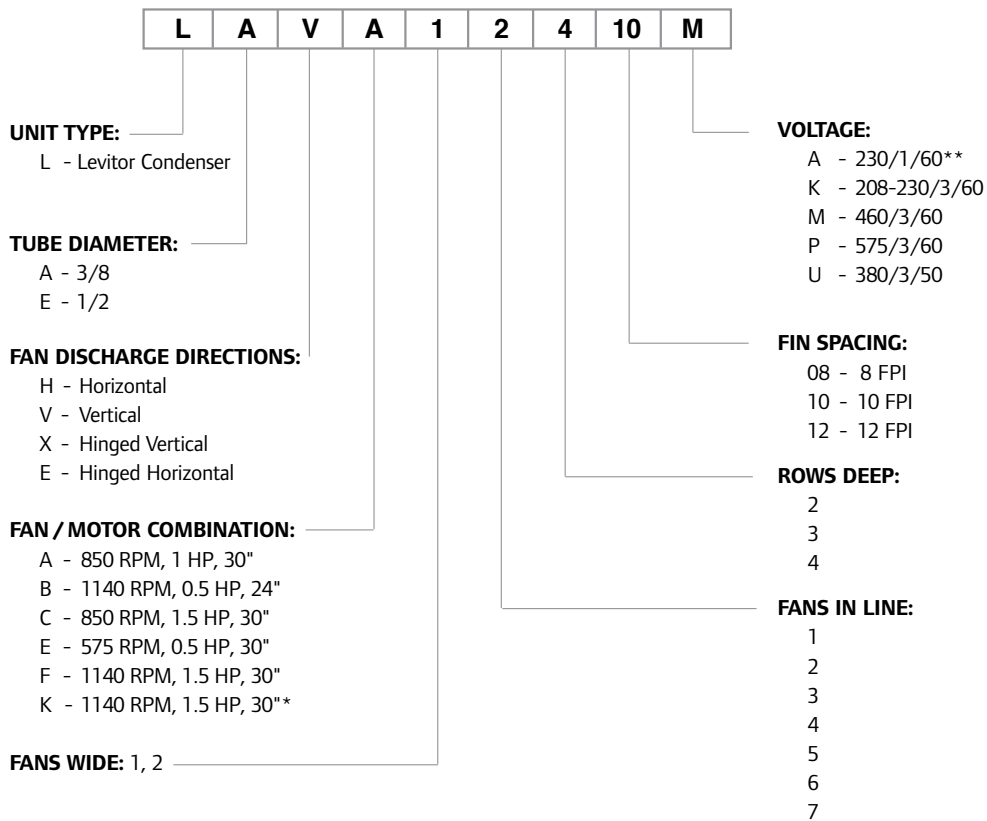 L A V A 1 2 4 10 M
UNIT TYPE:
L - Levitor Condenser
TUBE DIAMETER:
A - 3/8
E - 1/2
FAN DISCHARGE DIRECTIONS:
H - Horizontal
V - Vertical
X - Hinged Vertical
E - Hinged Horizontal
FAN / MOTOR COMBINATION:
A - 850 RPM, 1 HP, 30"
B - 1140 RPM, 0.5 HP, 24"
C - 850 RPM, 1.5 HP, 30"
E - 575 RPM, 0.5 HP, 30"
F - 1140 RPM, 1.5 HP, 30"
K - 1140 RPM, 1.5 HP, 30"*
FANS WIDE: 1, 2
VOLTAGE:
A - 230/1/60**
K - 208-230/3/60
M - 460/3/60
P - 575/3/60
U - 380/3/50
FIN SPACING:
08 - 8 FPI
10 - 10 FPI
12 - 12 FPI
ROWS DEEP:
2
3
4
FANS IN LINE:
1
2
3
4
5
6
7